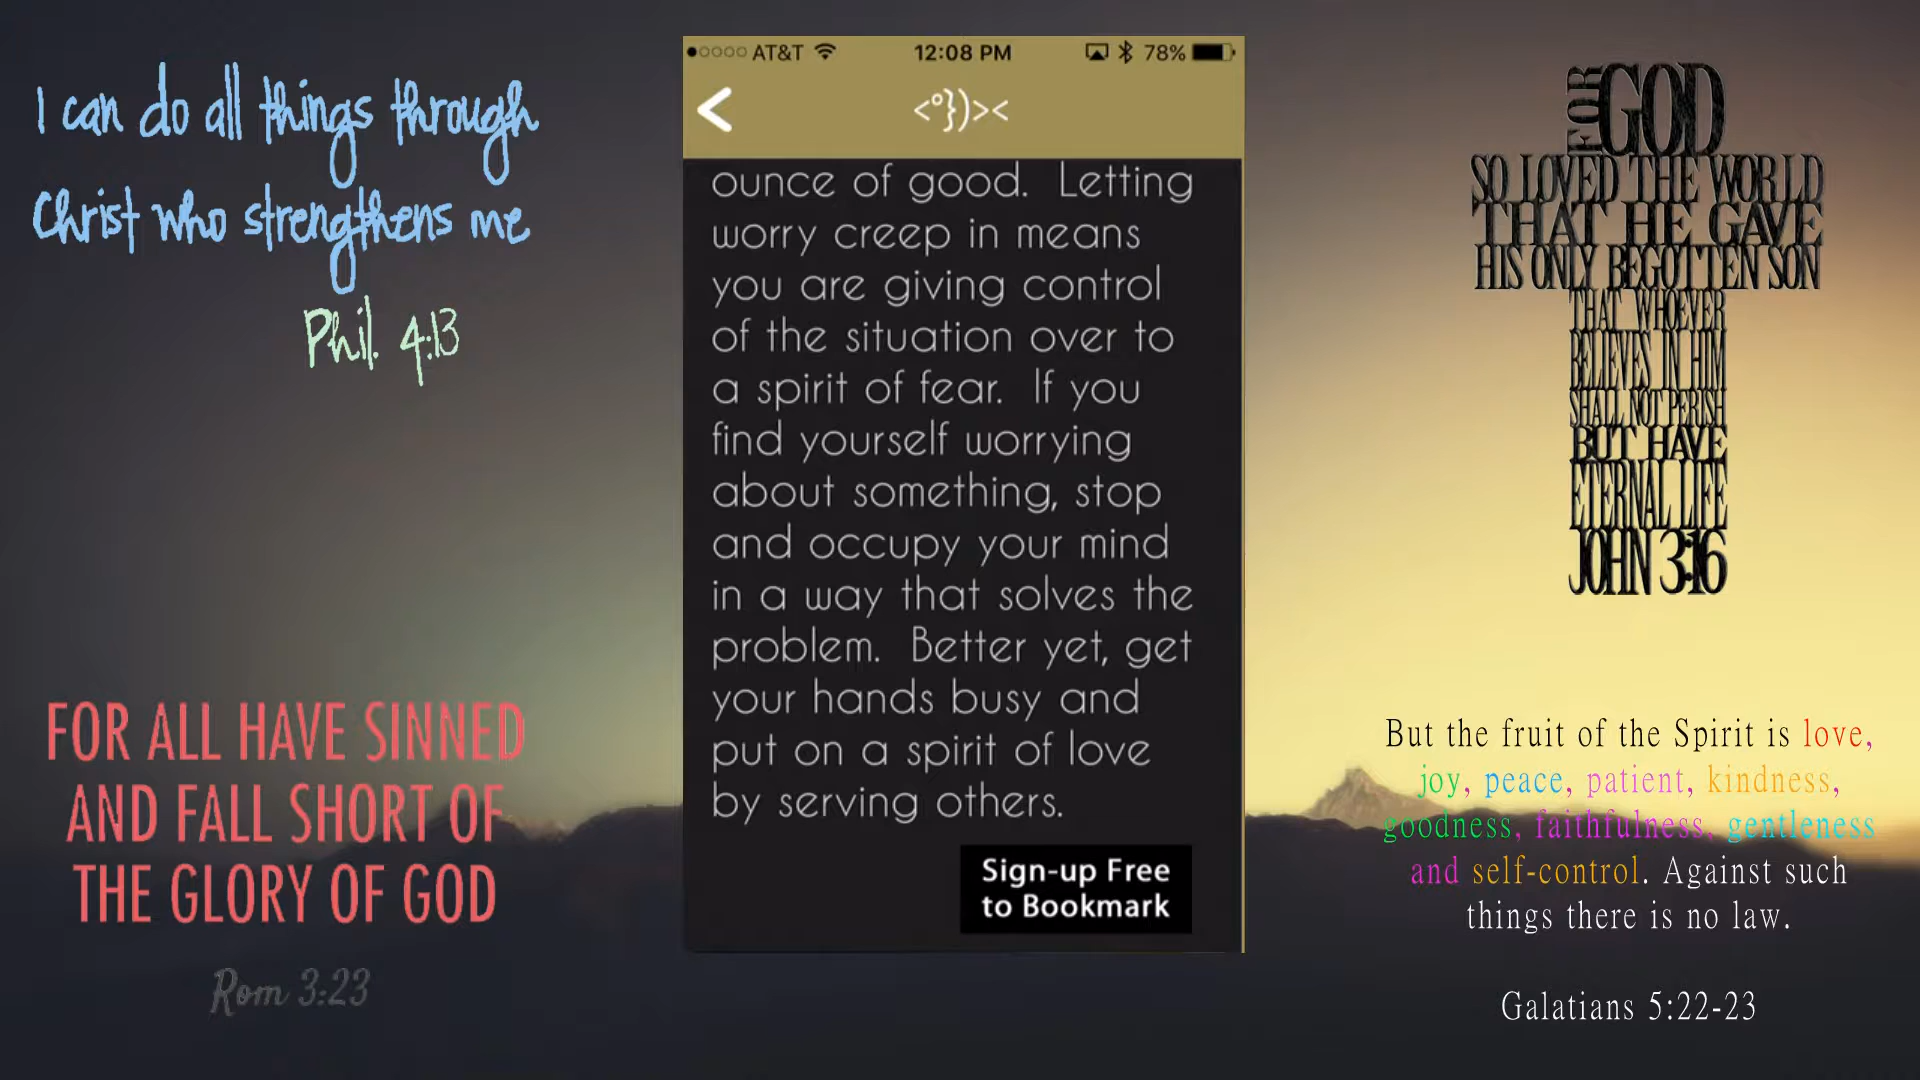 I can do all things through
Christ who strengthens me
Phil. 4:13
FOR ALL HAVE SINNED
AND FALL SHORT OF
THE GLORY OF GOD
Rom 3:23
AT&T 12:08 PM 78%
<°})><
ounce of good. Letting
worry creep in means
you are giving control
of the situation over to
a spirit of fear. If you
find yourself worrying
about something, stop
and occupy your mind
in a way that solves the
problem. Better yet, get
your hands busy and
put on a spirit of love
by serving others.
Sign-up Free
to Bookmark
FOR GOD
SO LOVED THE WORLD
THAT HE GAVE
HIS ONLY BEGOTTEN SON
THAT WHOEVER
BELIEVES IN HIM
SHALL NOT PERISH
BUT HAVE
ETERNAL LIFE
JOHN 3:16
But the fruit of the Spirit is love,
joy, peace, patient, kindness,
goodness, faithfulness, gentleness
and self-control. Against such
things there is no law.
Galatians 5:22-23